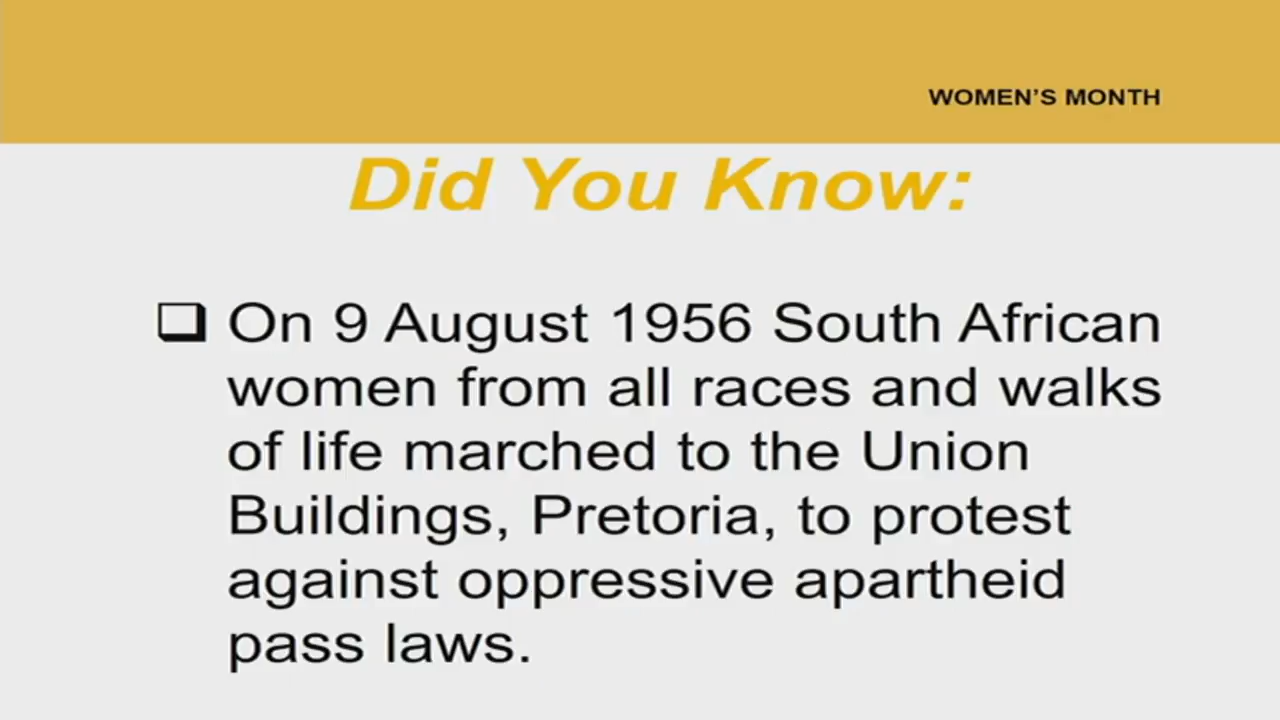 WOMEN'S MONTH
Did You Know:
❑ On 9 August 1956 South African
women from all races and walks
of life marched to the Union
Buildings, Pretoria, to protest
against oppressive apartheid
pass laws.